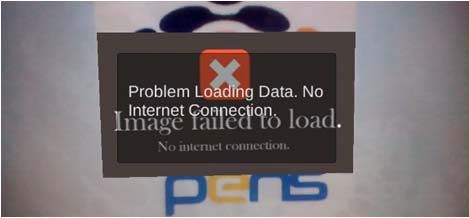 Problem Loading Data. No
Internet Connection.
Image failed to load.
No internet connection.
pens